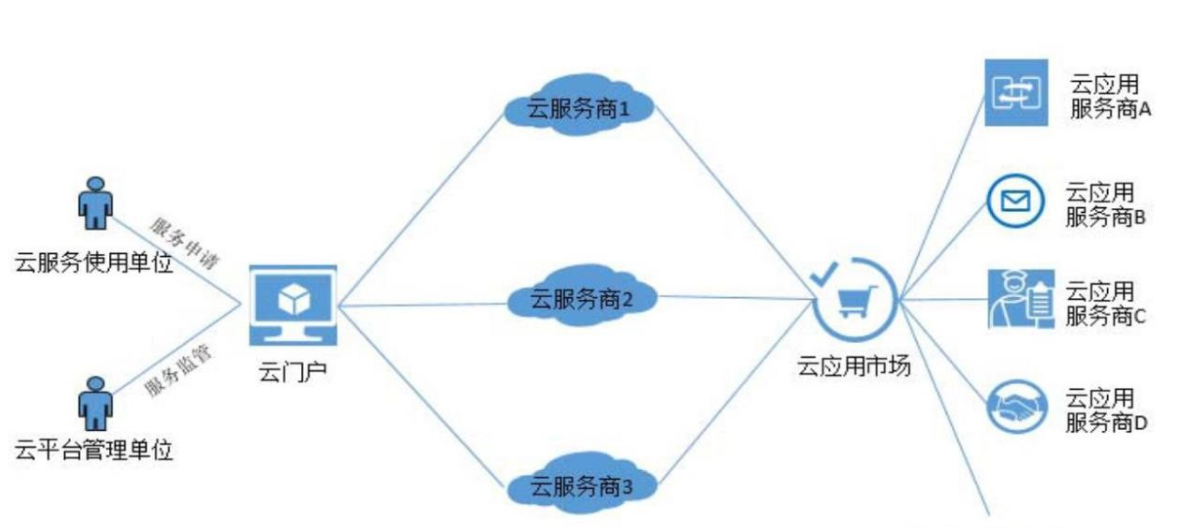 云服务商1
云应用
服务商A
服务申请
云应用
服务商B
云服务使用单位
云服务商2
云应用
服务商C
云门户
云应用市场
服务监管
云应用
服务商D
云平台管理单位
云服务商3